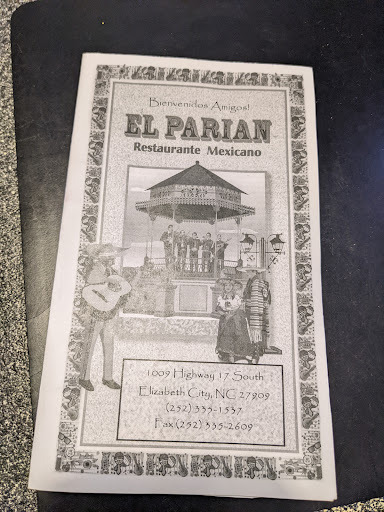 Bienvenidos Amigos!
EL PARIAN
Restaurante Mexicano
1009 Highway 17 South
Elizabeth City, NC 27909
(252) 335-1537
Fax (252) 335-2609